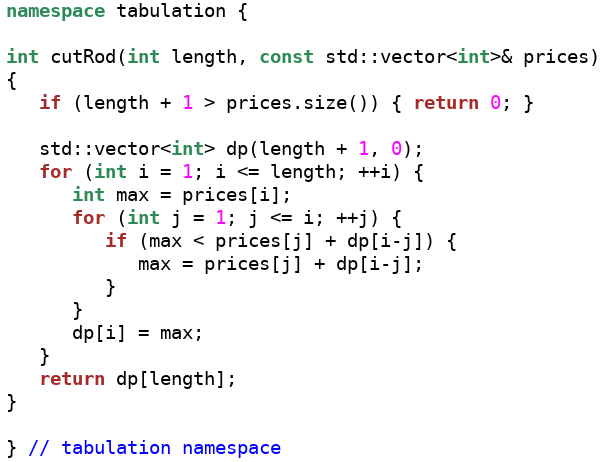 namespace tabulation {

int cutRod(int length, const std::vector<int>& prices)
{
   if (length + 1 > prices.size()) { return 0; }

   std::vector<int> dp(length + 1, 0);
   for (int i = 1; i <= length; ++i) {
      int max = prices[i];
      for (int j = 1; j <= i; ++j) {
         if (max < prices[j] + dp[i-j]) {
            max = prices[j] + dp[i-j];
         }
      }
      dp[i] = max;
   }
   return dp[length];
}

} // tabulation namespace